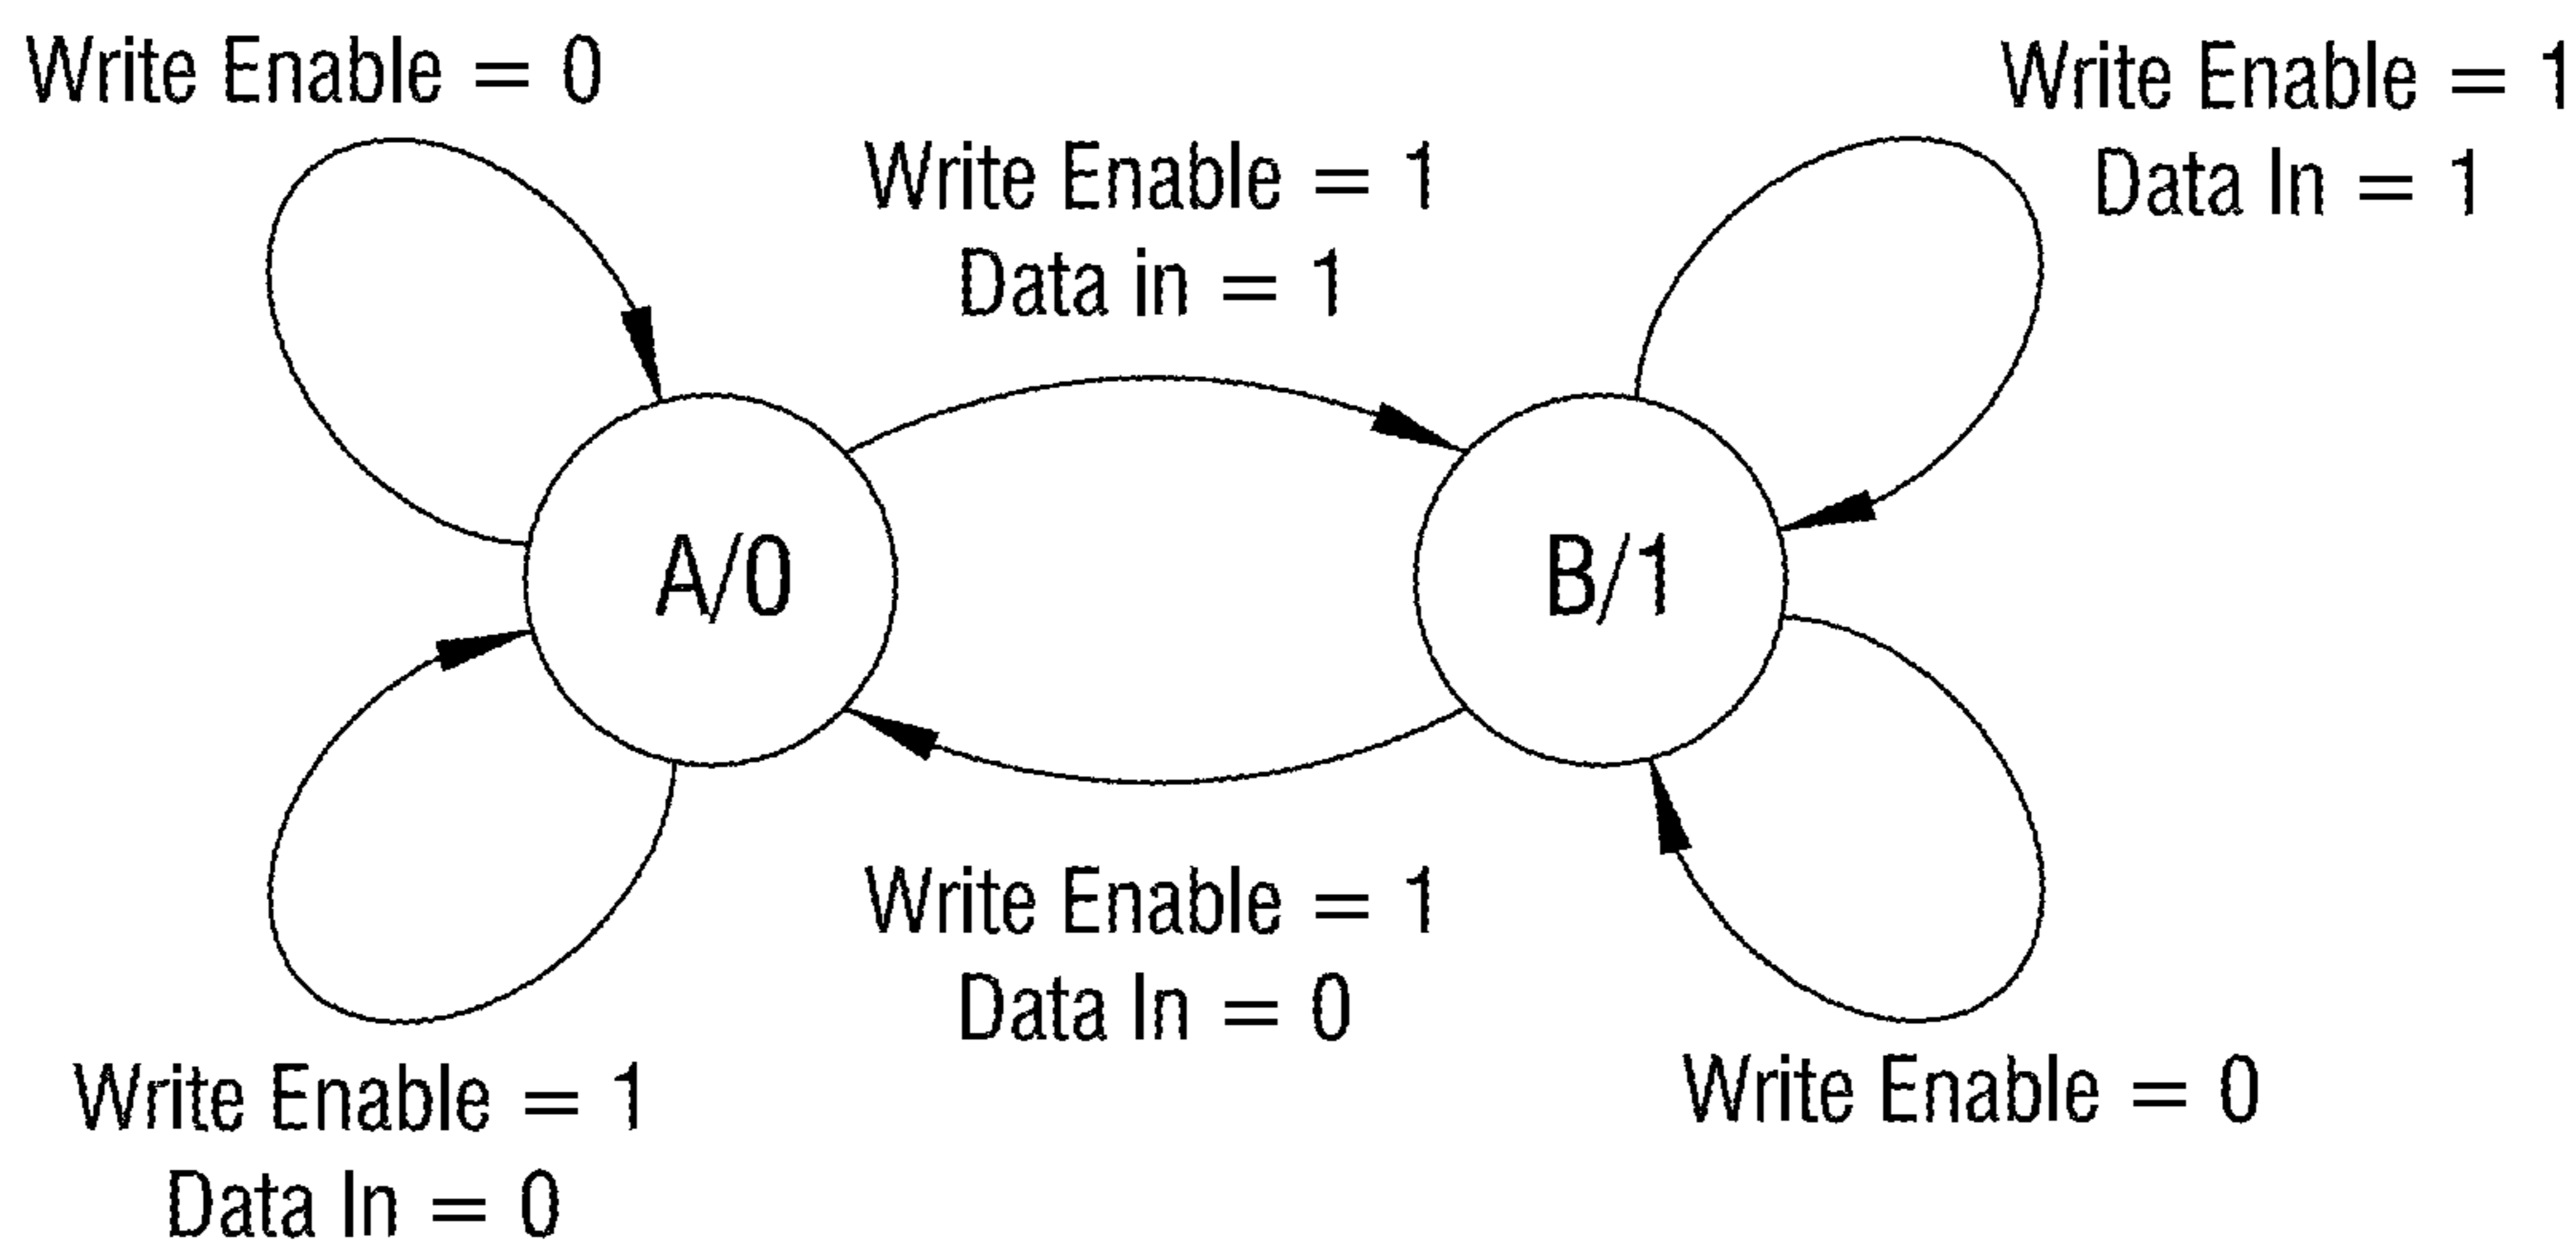 Write Enable = 0
Write Enable = 1
Data In = 1
Write Enable = 1
Data in = 1
A/0
B/1
Write Enable = 1
Data In = 0
Write Enable = 0
Write Enable = 1
Data In = 0